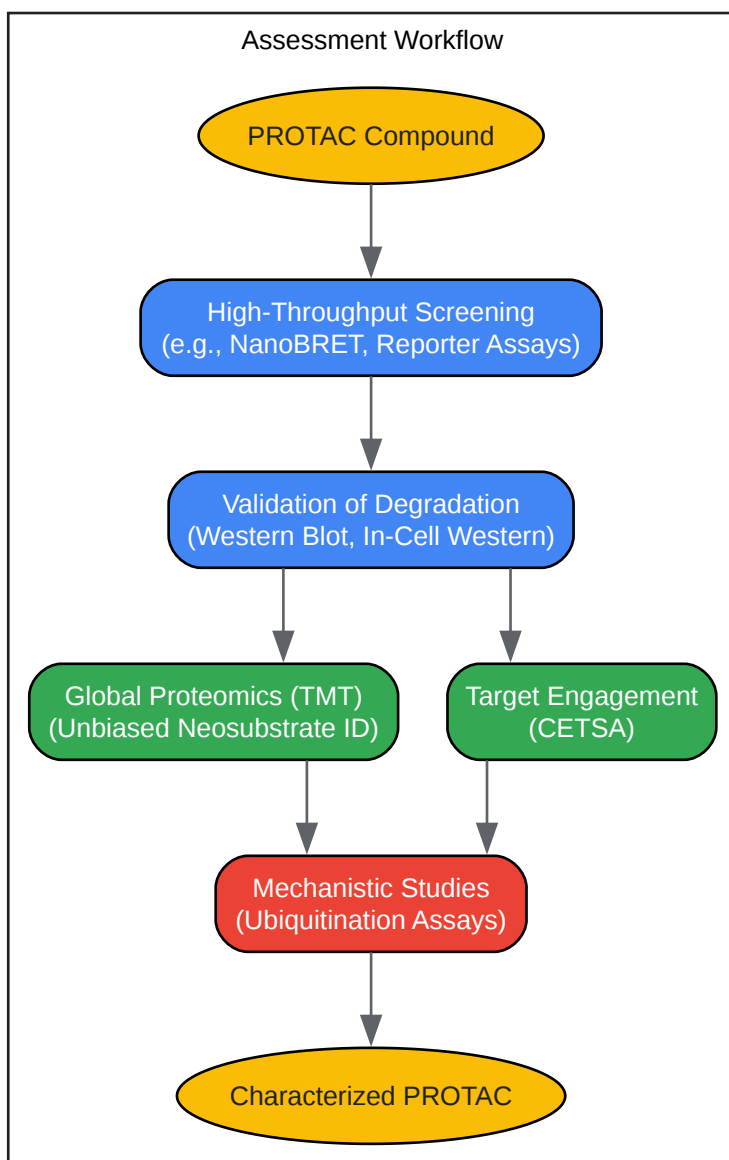 Assessment Workflow
PROTAC Compound
High-Throughput Screening
(e.g., NanoBRET, Reporter Assays)
Validation of Degradation
(Western Blot, In-Cell Western)
Global Proteomics (TMT)
(Unbiased Neosubstrate ID)
Target Engagement
(CETSA)
Mechanistic Studies
(Ubiquitination Assays)
Characterized PROTAC